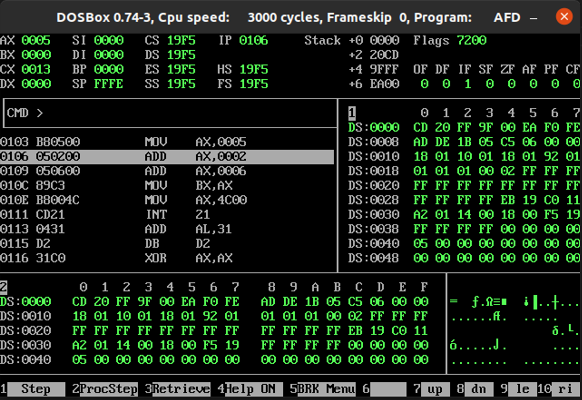 DOSBox 0.74-3, Cpu speed: 3000 cycles, Frameskip 0, Program: AFD
AX 0005 SI 0000 CS 19F5 IP 0106 Stack +0 0000 Flags 7200
BX 0000 DI 0000 DS 19F5 +2 20CD
CX 0013 BP 0000 ES 19F5 HS 19F5 +4 9FFF OF DF IF SF ZF AF PF CF
DX 0000 SP FFFE SS 19F5 FS 19F5 +6 EA00 0 0 1 0 0 0 0 0
CMD >
0103 B80500 MOV AX,0005
0106 050200 ADD AX,0002
0109 050600 ADD AX,0006
010C 89C3 MOV BX,AX
010E B8004C MOV AX,4C00
0111 CD21 INT 21
0113 0431 ADD AL,31
0115 D2 DB D2
0116 31C0 XOR AX,AX
1 0 1 2 3 4 5 6 7
DS:0000 CD 20 FF 9F 00 EA F0 FE
DS:0008 AD DE 1B 05 C5 06 00 00
DS:0010 18 01 10 01 18 01 92 01
DS:0018 01 01 01 00 02 FF FF FF
DS:0020 FF FF FF FF FF FF FF FF
DS:0028 FF FF FF FF EB 19 C0 11
DS:0030 A2 01 14 00 18 00 F5 19
DS:0038 FF FF FF FF 00 00 00 00
DS:0040 05 00 00 00 00 00 00 00
DS:0048 00 00 00 00 00 00 00 00
2 0 1 2 3 4 5 6 7 8 9 A B C D E F
DS:0000 CD 20 FF 9F 00 EA F0 FE AD DE 1B 05 C5 06 00 00
DS:0010 18 01 10 01 18 01 92 01 01 01 01 00 02 FF FF FF
DS:0020 FF FF FF FF FF FF FF FF FF FF FF FF EB 19 C0 11
DS:0030 A2 01 14 00 18 00 F5 19 FF FF FF FF 00 00 00 00
DS:0040 05 00 00 00 00 00 00 00 00 00 00 00 00 00 00 00
1 Step 2 ProcStep 3 Retrieve 4 Help ON 5 BRK Menu 6 7 up 8 dn 9 le 10 ri